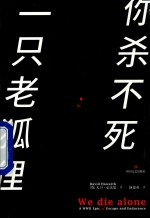 你杀不死
一只老狐狸
David Howarth
We die alone
A WWII Epic of Escape and Endurance